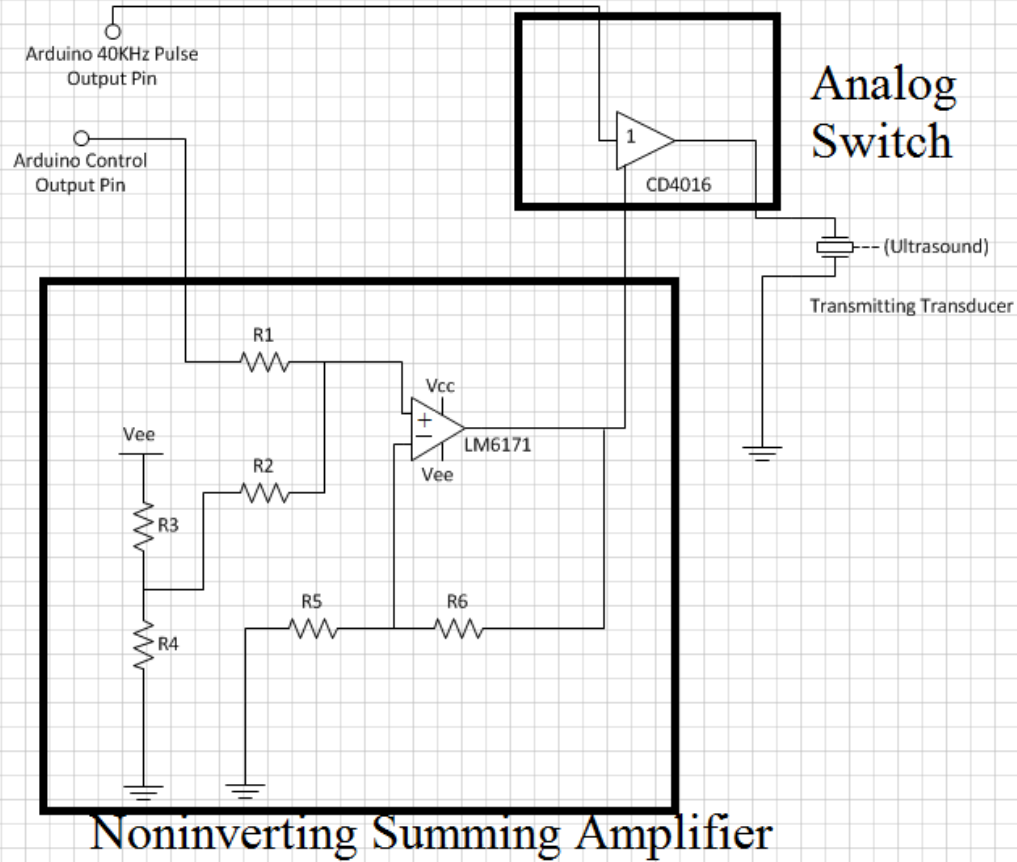 Arduino 40KHz Pulse
Output Pin
Analog
Switch
1
CD4016
Arduino Control
Output Pin
(Ultrasound)
Transmitting Transducer
R1
Vcc
+
−
LM6171
Vee
Vee
R2
R3
R5
R6
R4
Noninverting Summing Amplifier